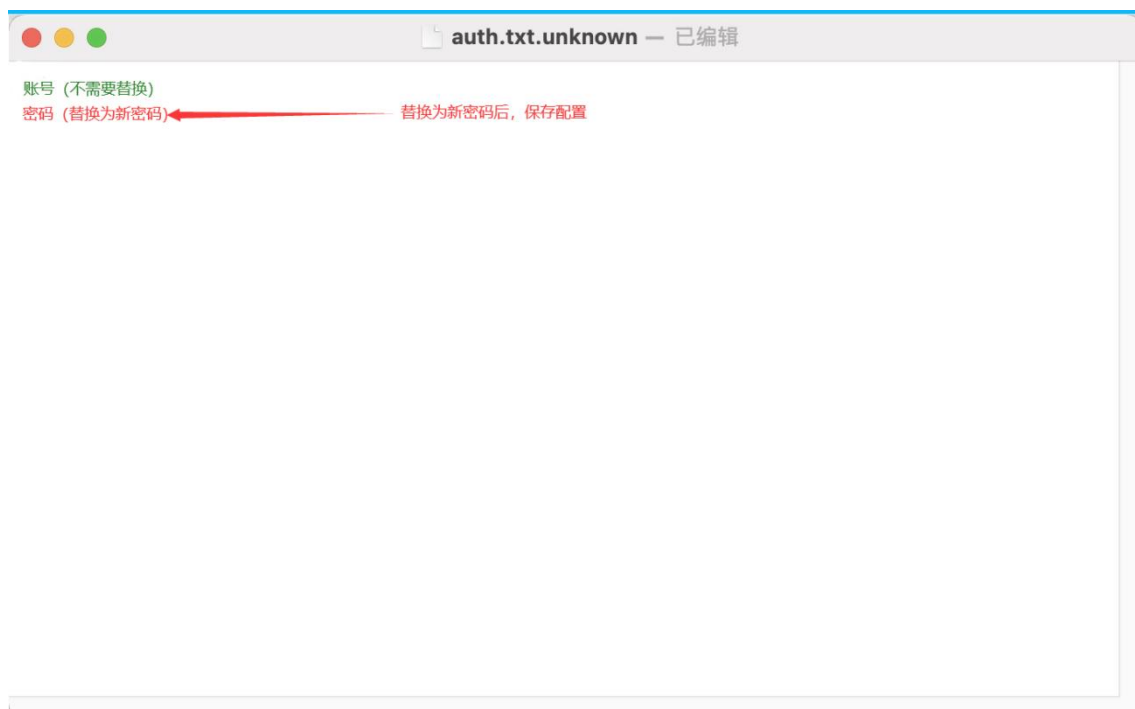 auth.txt.unknown — 已编辑
账号 (不需要替换)
密码 (替换为新密码) 替换为新密码后，保存配置